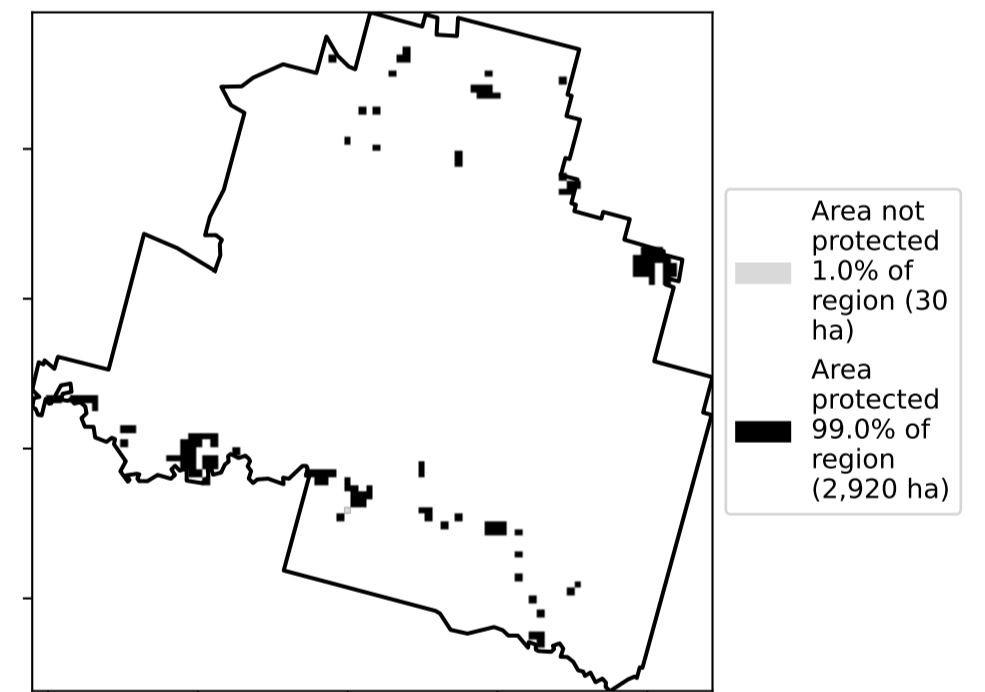 Area not
protected
1.0% of
region (30
ha)
Area
protected
99.0% of
region
(2,920 ha)